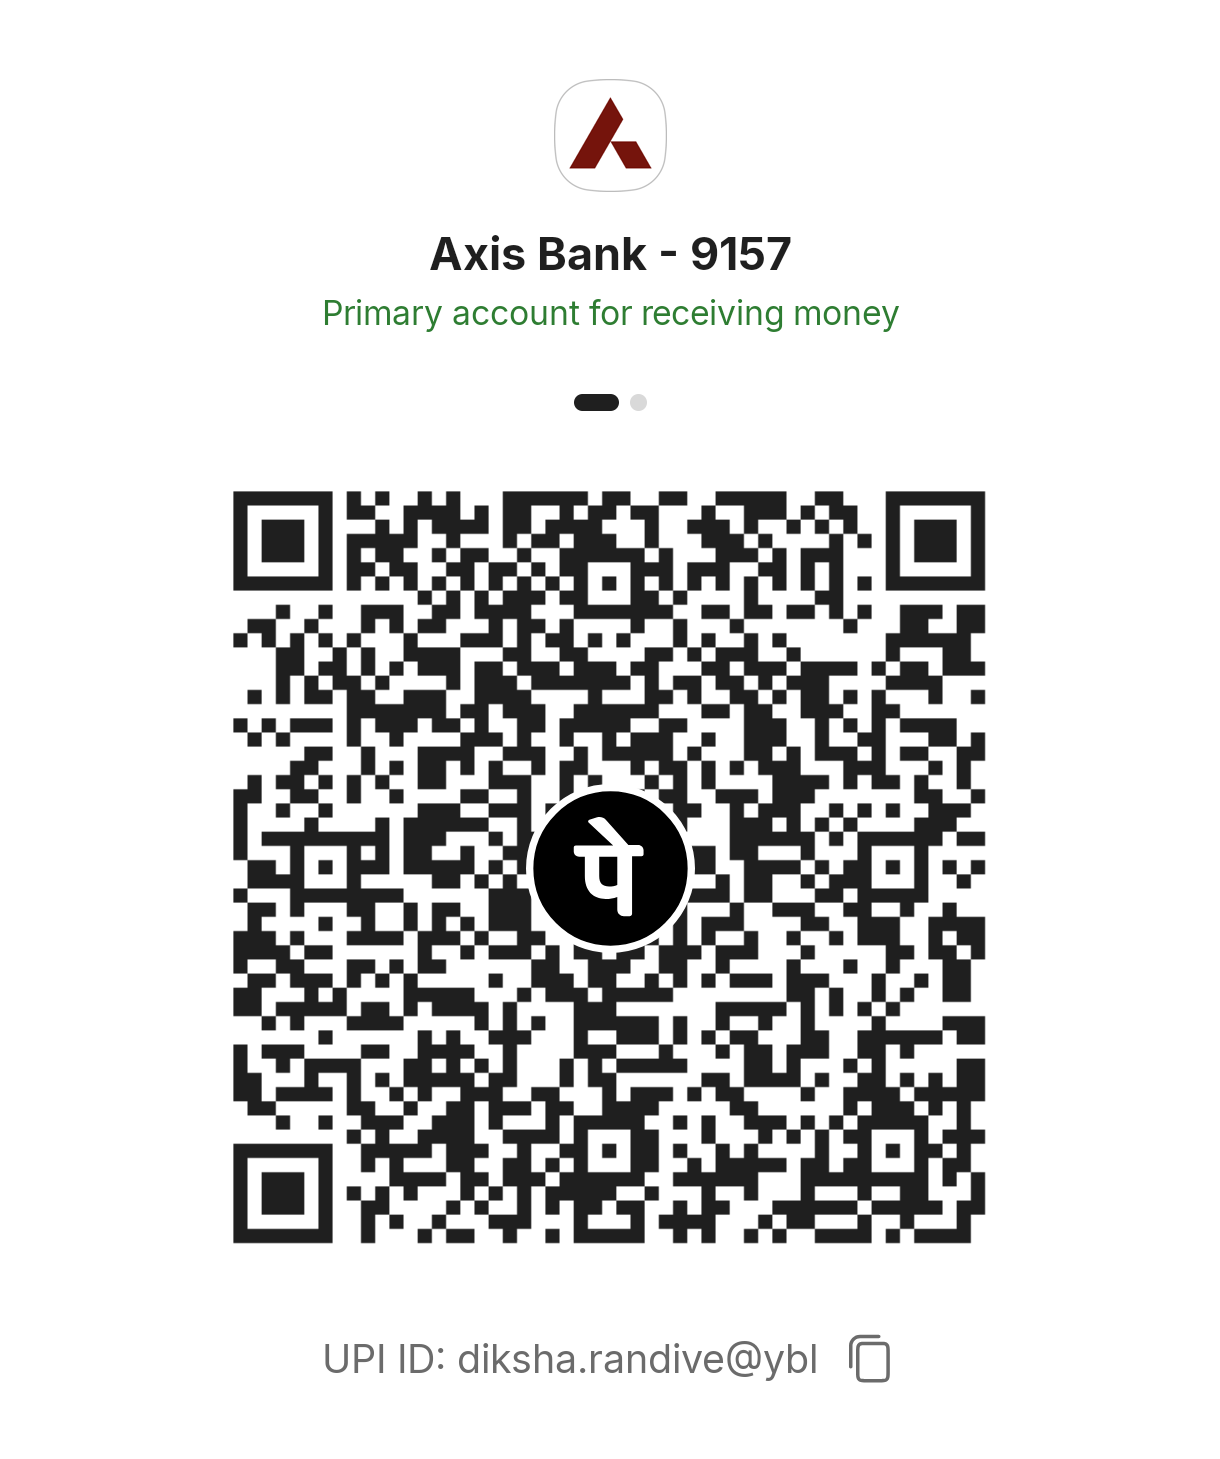 Axis Bank - 9157
Primary account for receiving money
पे
UPI ID: diksha.randive@ybl